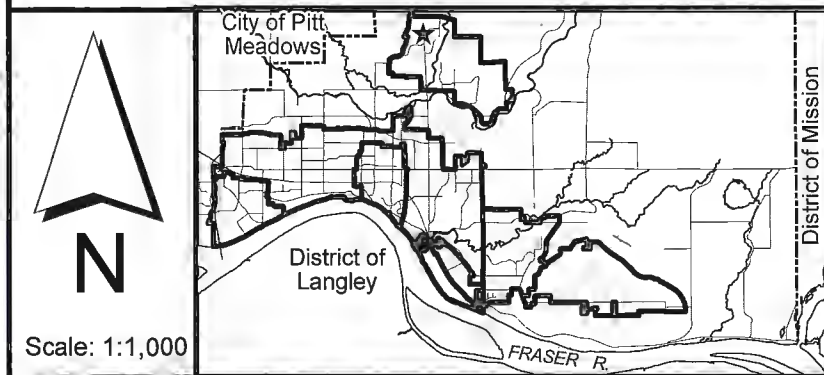 City of Pitt
Meadows
District of Mission
N
District of
Langley
Scale: 1:1,000
FRASER R.